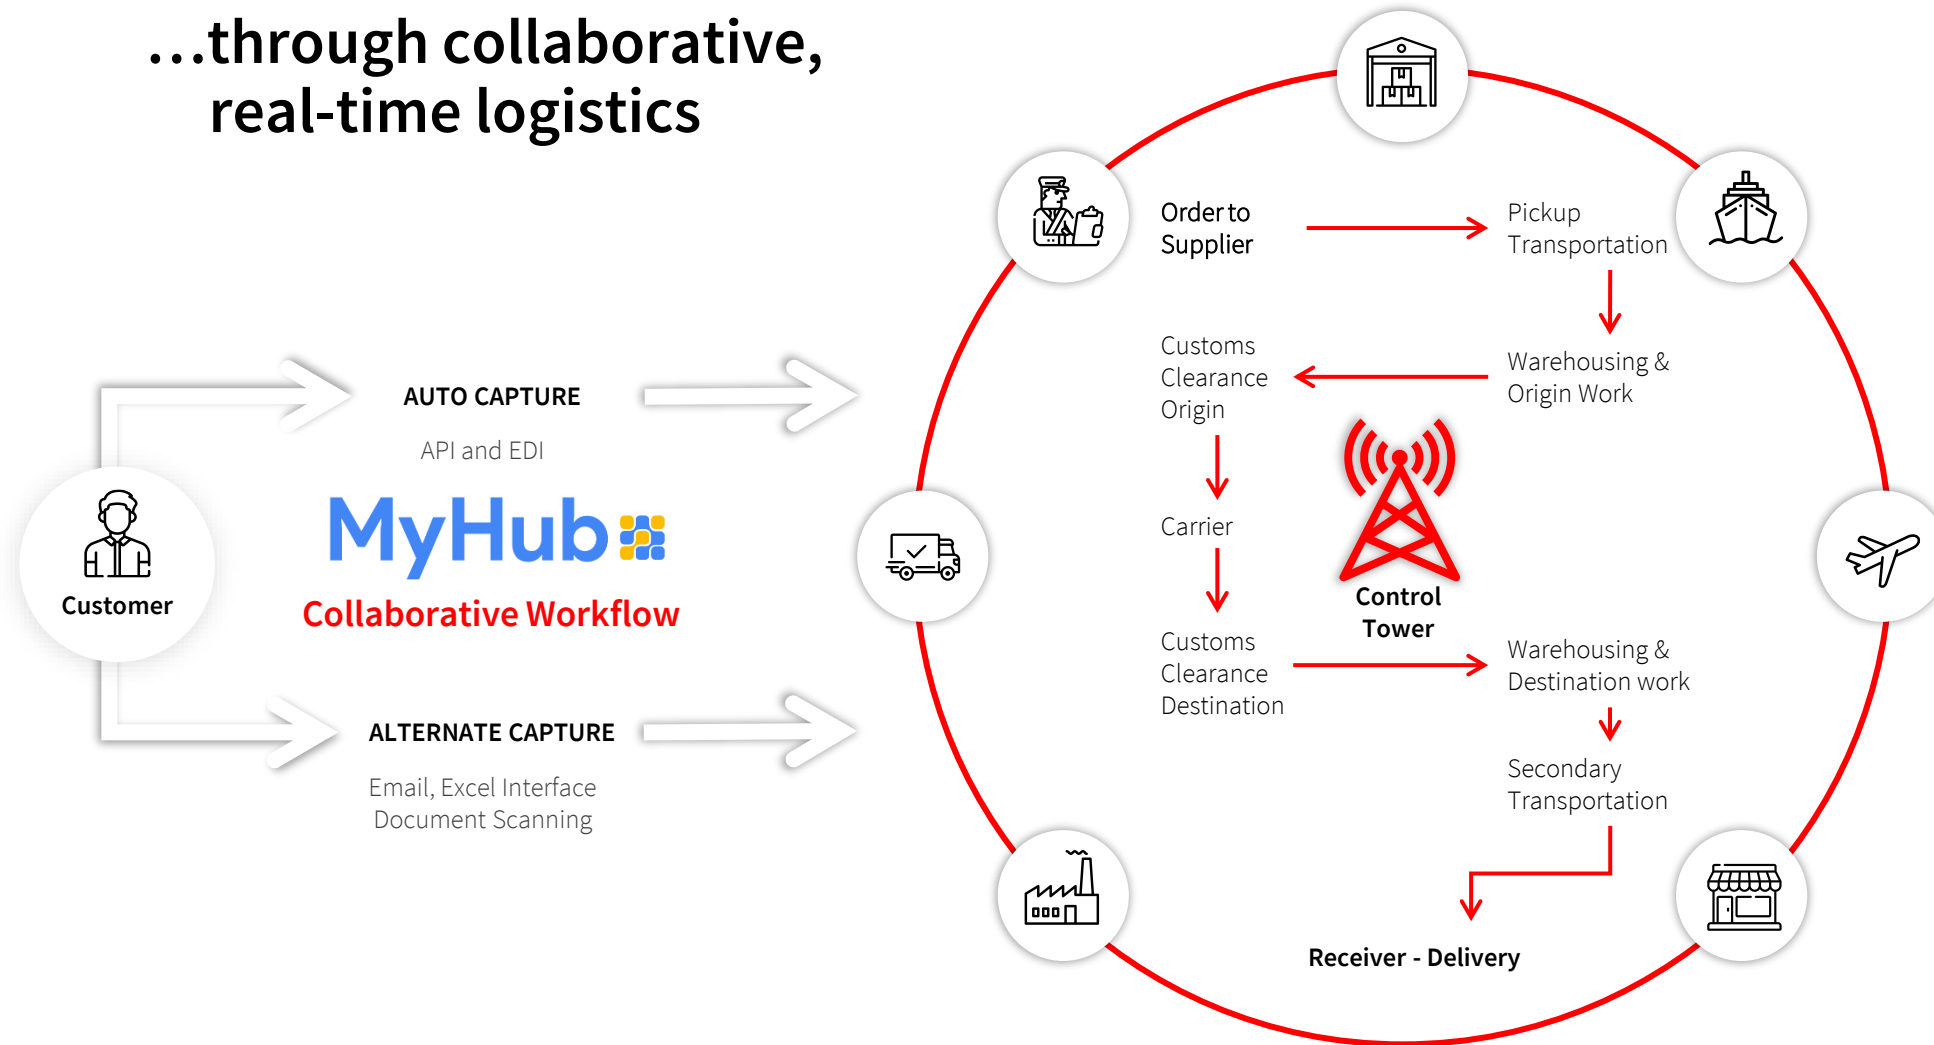 ...through collaborative,
real-time logistics
Customer
AUTO CAPTURE
API and EDI
MyHub
Collaborative Workflow
ALTERNATE CAPTURE
Email, Excel Interface
Document Scanning
Order to
Supplier
Pickup
Transportation
Warehousing &
Origin Work
Customs
Clearance
Origin
Carrier
Customs
Clearance
Destination
Control
Tower
Warehousing &
Destination work
Secondary
Transportation
Receiver - Delivery